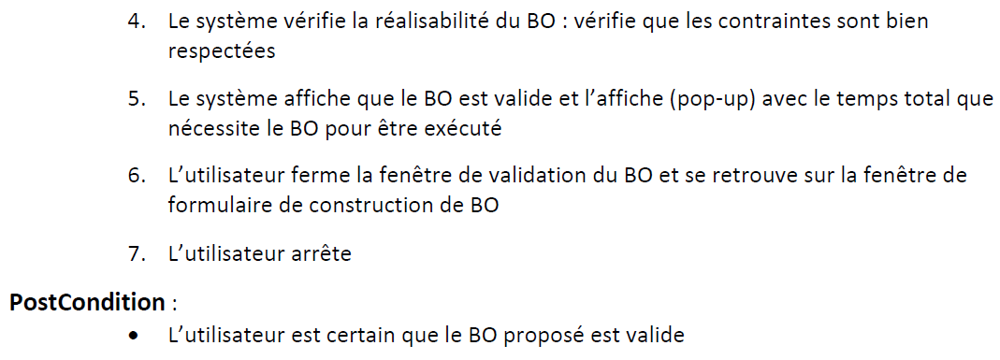 4. Le système vérifie la réalisabilité du BO : vérifie que les contraintes sont bien
respectées
5. Le système affiche que le BO est valide et l’affiche (pop-up) avec le temps total que
nécessite le BO pour être exécuté
6. L’utilisateur ferme la fenêtre de validation du BO et se retrouve sur la fenêtre de
formulaire de construction de BO
7. L’utilisateur arrête
PostCondition :
• L’utilisateur est certain que le BO proposé est valide